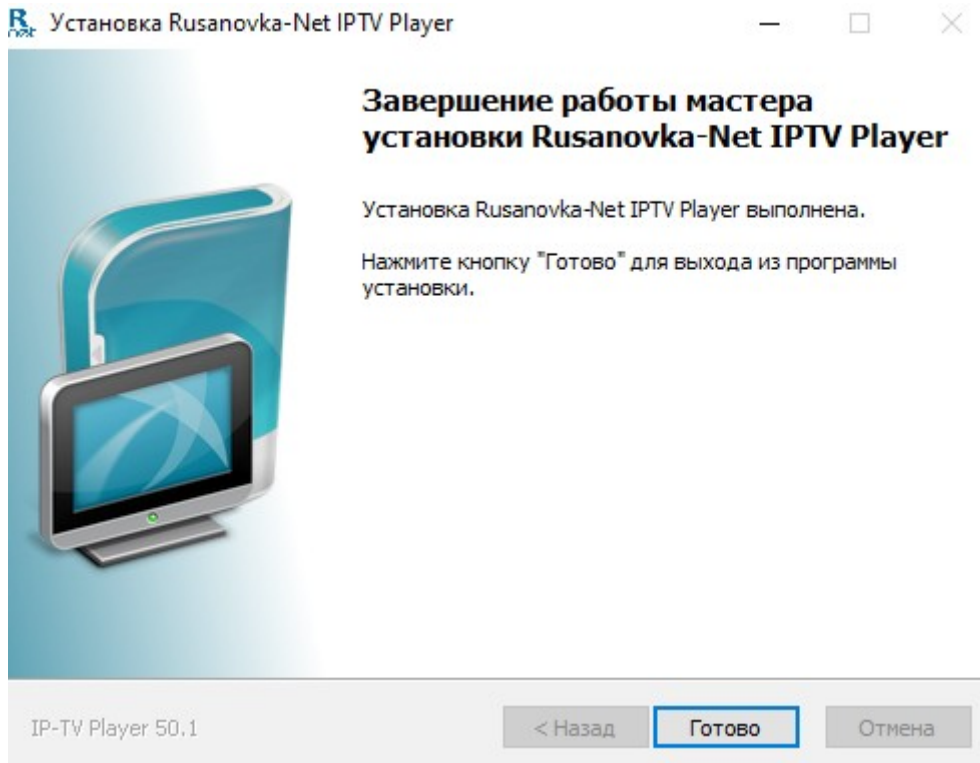 R
net
Установка Rusanovka-Net IPTV Player
Завершение работы мастера
установки Rusanovka-Net IPTV Player
Установка Rusanovka-Net IPTV Player выполнена.
Нажмите кнопку "Готово" для выхода из программы
установки.
IP-TV Player 50.1
< Назад
Готово
Отмена